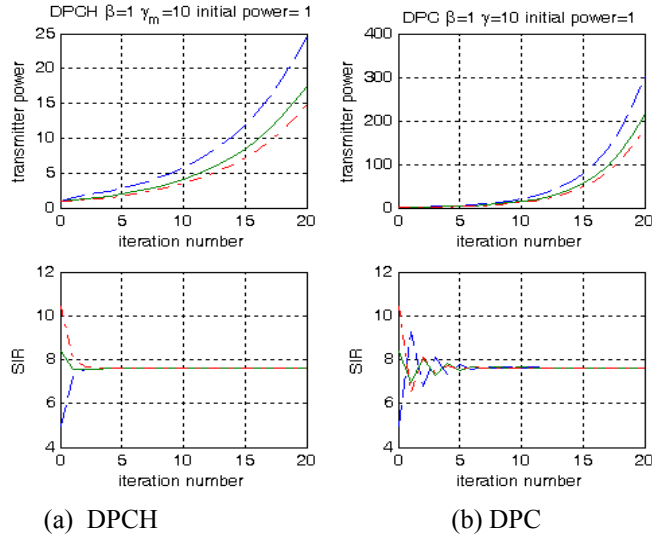 DPCH β=1 γm=10 initial power= 1
transmitter power
25
20
15
10
5
0
0 5 10 15 20
iteration number
SIR
12
10
8
6
4
0 5 10 15 20
iteration number
(a) DPCH
DPC β=1 γ=10 initial power=1
transmitter power
400
300
200
100
0
0 5 10 15 20
iteration number
SIR
12
10
8
6
4
0 5 10 15 20
iteration number
(b) DPC